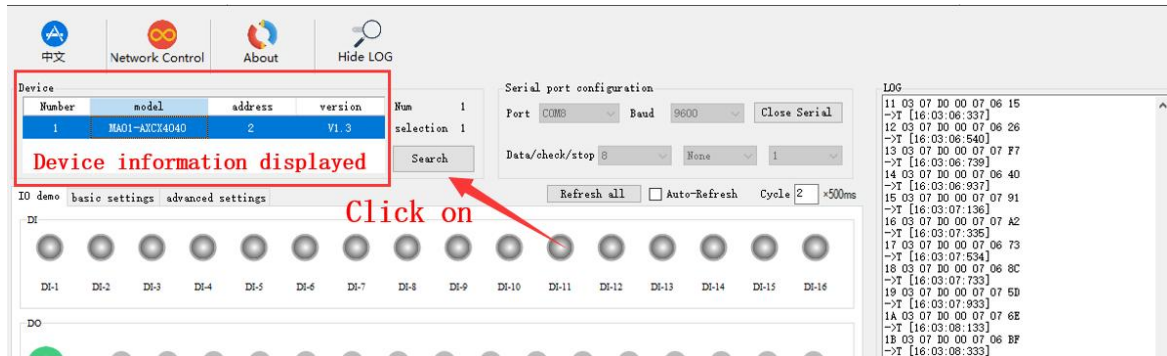 中文
Network Control
About
Hide LOG
Device
Number model address version
1 MA01-AXCX4040 2 V1.3
Device information displayed
Num 1
selection 1
Search
Serial port configuration
Port COM8 Baud 9600 Close Serial
Data/check/stop 8 None 1
IO demo basic settings advanced settings
Refresh all Auto-Refresh Cycle 2 ×500ms
Click on
DI
DI-1 DI-2 DI-3 DI-4 DI-5 DI-6 DI-7 DI-8 DI-9 DI-10 DI-11 DI-12 DI-13 DI-14 DI-15 DI-16
DO
LOG
11 03 07 D0 00 07 06 15
->T [16:03:06:337]
12 03 07 D0 00 07 06 26
->T [16:03:06:540]
13 03 07 D0 00 07 07 F7
->T [16:03:06:739]
14 03 07 D0 00 07 06 40
->T [16:03:06:937]
15 03 07 D0 00 07 07 91
->T [16:03:07:136]
16 03 07 D0 00 07 07 A2
->T [16:03:07:335]
17 03 07 D0 00 07 06 73
->T [16:03:07:534]
18 03 07 D0 00 07 06 8C
->T [16:03:07:733]
19 03 07 D0 00 07 07 5D
->T [16:03:07:933]
1A 03 07 D0 00 07 07 6E
->T [16:03:08:133]
1B 03 07 D0 00 07 06 BF
->T [16:03:08:333]